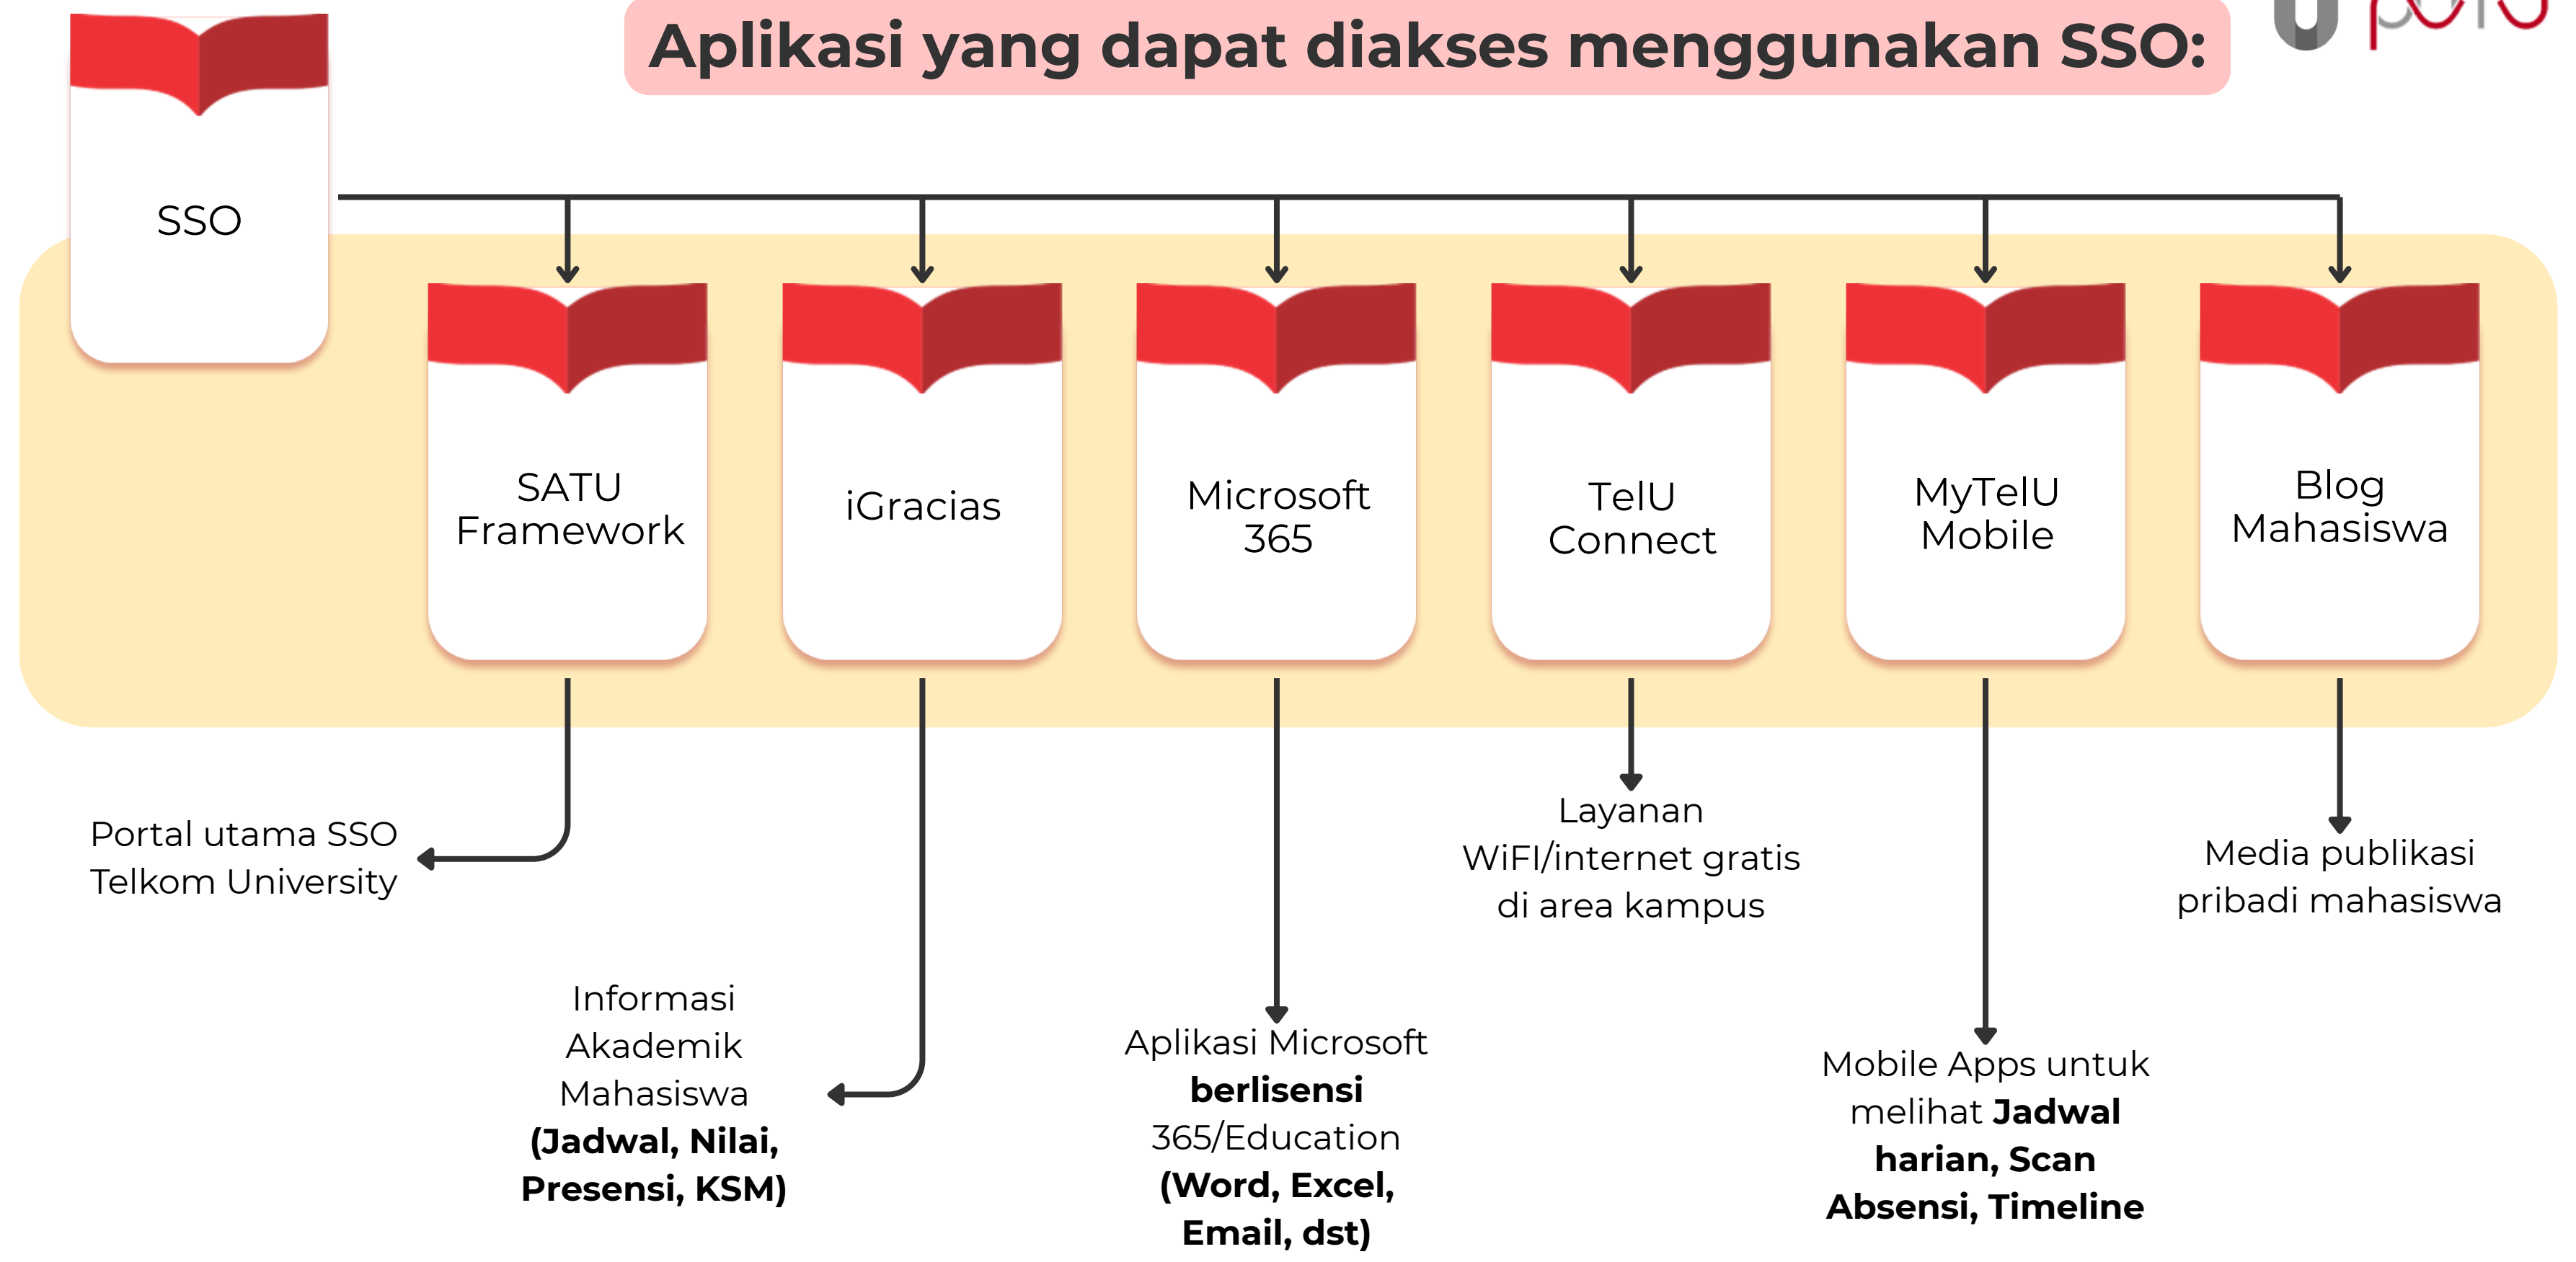 Aplikasi yang dapat diakses menggunakan SSO:
SSO
SATU
Framework
iGracias
Microsoft
365
TelU
Connect
MyTelU
Mobile
Blog
Mahasiswa
Portal utama SSO
Telkom University
Informasi
Akademik
Mahasiswa
(Jadwal, Nilai,
Presensi, KSM)
Aplikasi Microsoft
berlisensi
365/Education
(Word, Excel,
Email, dst)
Layanan
WiFI/internet gratis
di area kampus
Mobile Apps untuk
melihat Jadwal
harian, Scan
Absensi, Timeline
Media publikasi
pribadi mahasiswa